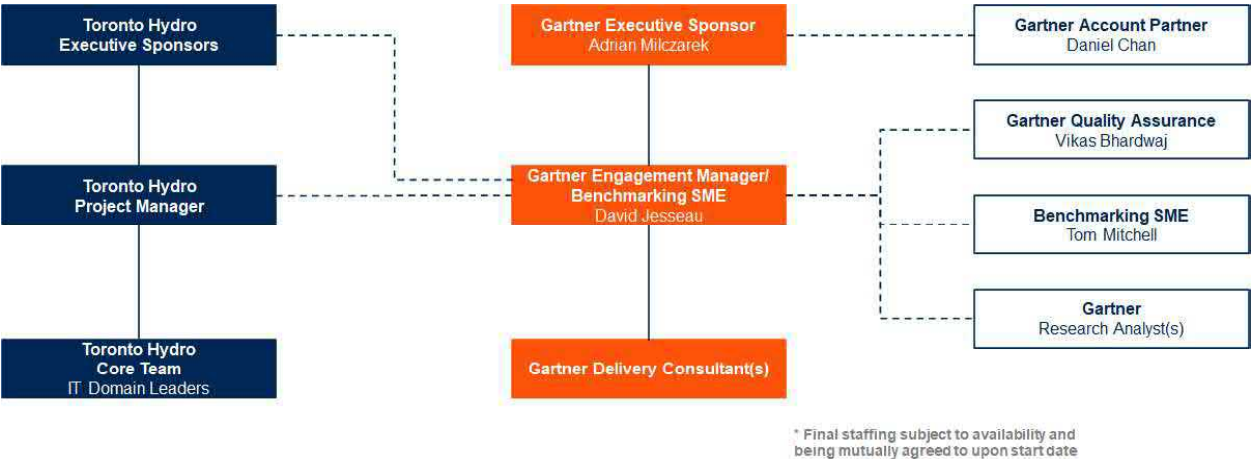 Toronto Hydro
Executive Sponsors
Gartner Executive Sponsor
Adrian Milczarek
Gartner Account Partner
Daniel Chan
Gartner Quality Assurance
Vikas Bhardwaj
Toronto Hydro
Project Manager
Gartner Engagement Manager/
Benchmarking SME
David Jesseau
Benchmarking SME
Tom Mitchell
Gartner
Research Analyst(s)
Toronto Hydro
Core Team
IT Domain Leaders
Gartner Delivery Consultant(s)
* Final staffing subject to availability and
being mutually agreed to upon start date